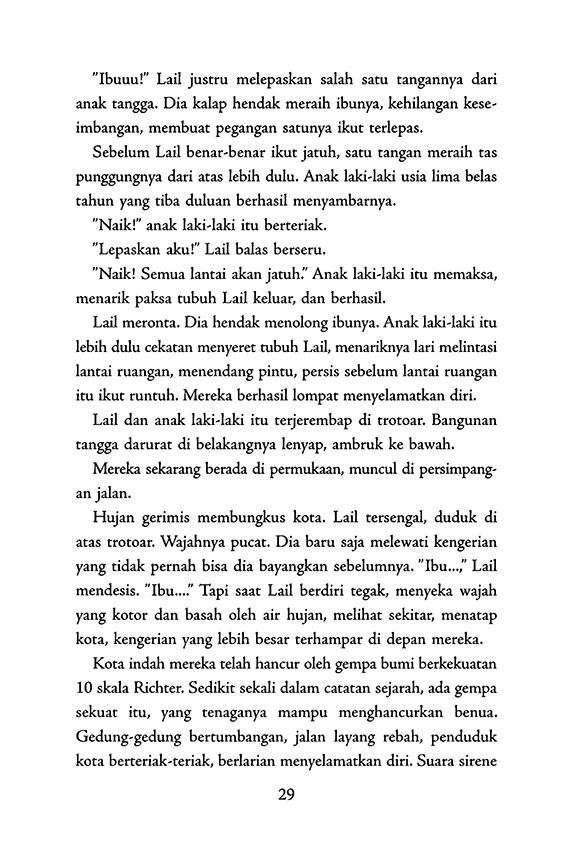 ”Ibuuu!” Lail justru melepaskan salah satu tangannya dari
anak tangga. Dia kalap hendak meraih ibunya, kehilangan kese-
imbangan, membuat pegangan satunya ikut terlepas.
Sebelum Lail benar-benar ikut jatuh, satu tangan meraih tas
punggungnya dari atas lebih dulu. Anak laki-laki usia lima belas
tahun yang tiba duluan berhasil menyambarnya.
”Naik!” anak laki-laki itu berteriak.
”Lepaskan aku!” Lail balas berseru.
”Naik! Semua lantai akan jatuh.” Anak laki-laki itu memaksa,
menarik paksa tubuh Lail keluar, dan berhasil.
Lail meronta. Dia hendak menolong ibunya. Anak laki-laki itu
lebih dulu cekatan menyeret tubuh Lail, menariknya lari melintasi
lantai ruangan, menendang pintu, persis sebelum lantai ruangan
itu ikut runtuh. Mereka berhasil lompat menyelamatkan diri.
Lail dan anak laki-laki itu terjerembap di trotoar. Bangunan
tangga darurat di belakangnya lenyap, ambruk ke bawah.
Mereka sekarang berada di permukaan, muncul di persimpang-
an jalan.
Hujan gerimis membungkus kota. Lail tersengal, duduk di
atas trotoar. Wajahnya pucat. Dia baru saja melewati kengerian
yang tidak pernah bisa dia bayangkan sebelumnya. ”Ibu...,” Lail
mendesis. ”Ibu....” Tapi saat Lail berdiri tegak, menyeka wajah
yang kotor dan basah oleh air hujan, melihat sekitar, menatap
kota, kengerian yang lebih besar terhampar di depan mereka.
Kota indah mereka telah hancur oleh gempa bumi berkekuatan
10 skala Richter. Sedikit sekali dalam catatan sejarah, ada gempa
sekuat itu, yang tenaganya mampu menghancurkan benua.
Gedung-gedung bertumbangan, jalan layang rebah, penduduk
kota berteriak-teriak, berlarian menyelamatkan diri. Suara sirene
29